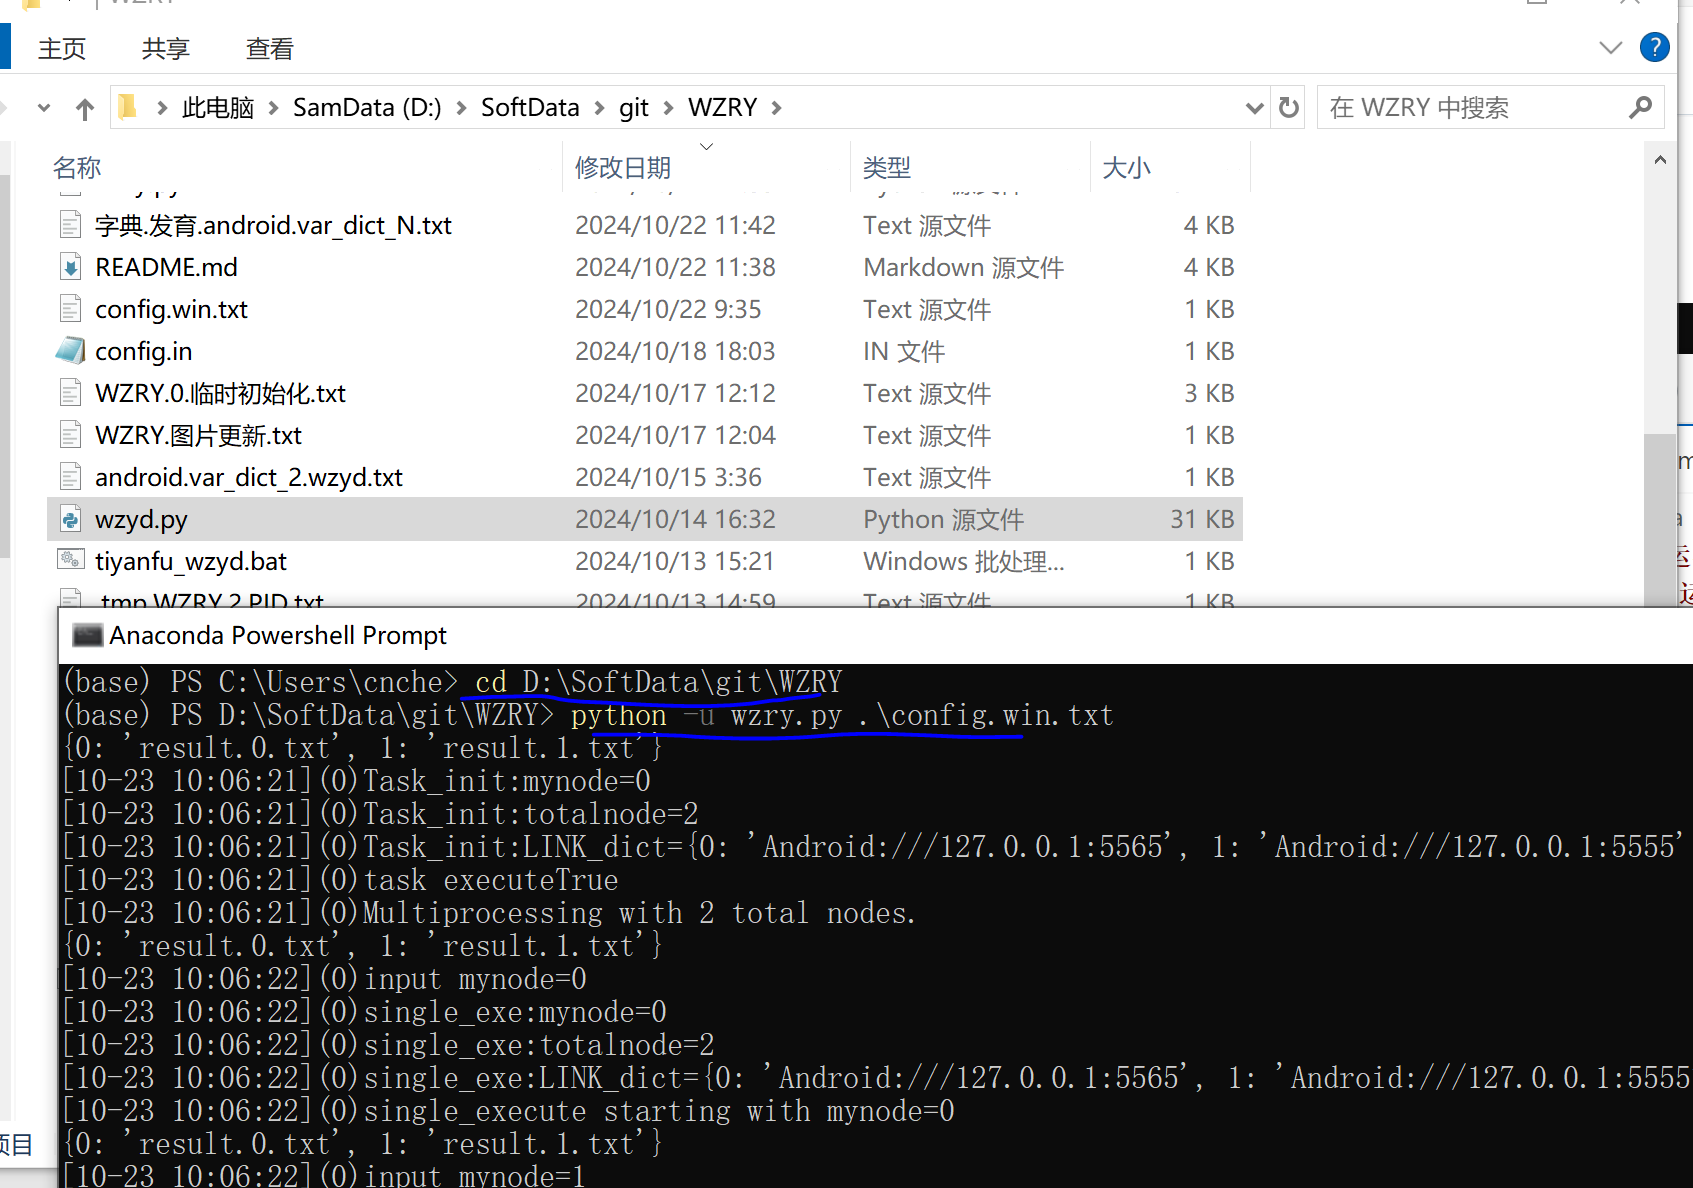 主页 共享 查看
此电脑 SamData (D:) SoftData git WZRY
在 WZRY 中搜索
名称 修改日期 类型 大小
字典.发育.android.var_dict_N.txt 2024/10/22 11:42 Text 源文件 4 KB
README.md 2024/10/22 11:38 Markdown 源文件 4 KB
config.win.txt 2024/10/22 9:35 Text 源文件 1 KB
config.in 2024/10/18 18:03 IN 文件 1 KB
WZRY.0.临时初始化.txt 2024/10/17 12:12 Text 源文件 3 KB
WZRY.图片更新.txt 2024/10/17 12:04 Text 源文件 1 KB
android.var_dict_2.wzyd.txt 2024/10/15 3:36 Text 源文件 1 KB
wzyd.py 2024/10/14 16:32 Python 源文件 31 KB
tiyanfu_wzyd.bat 2024/10/13 15:21 Windows 批处理... 1 KB
.tmp.WZRY.2.PID.txt 2024/10/13 14:59 Text 源文件 1 KB
Anaconda Powershell Prompt
(base) PS C:\Users\cnche> cd D:\SoftData\git\WZRY
(base) PS D:\SoftData\git\WZRY> python -u wzry.py .\config.win.txt
{0: 'result.0.txt', 1: 'result.1.txt'}
[10-23 10:06:21](0)Task_init:mynode=0
[10-23 10:06:21](0)Task_init:totalnode=2
[10-23 10:06:21](0)Task_init:LINK_dict={0: 'Android:///127.0.0.1:5565', 1: 'Android:///127.0.0.1:5555'
[10-23 10:06:21](0)task executeTrue
[10-23 10:06:21](0)Multiprocessing with 2 total nodes.
{0: 'result.0.txt', 1: 'result.1.txt'}
[10-23 10:06:22](0)input mynode=0
[10-23 10:06:22](0)single_exe:mynode=0
[10-23 10:06:22](0)single_exe:totalnode=2
[10-23 10:06:22](0)single_exe:LINK_dict={0: 'Android:///127.0.0.1:5565', 1: 'Android:///127.0.0.1:5555
[10-23 10:06:22](0)single_execute starting with mynode=0
项目
{0: 'result.0.txt', 1: 'result.1.txt'}
[10-23 10:06:22](0)input mynode=1